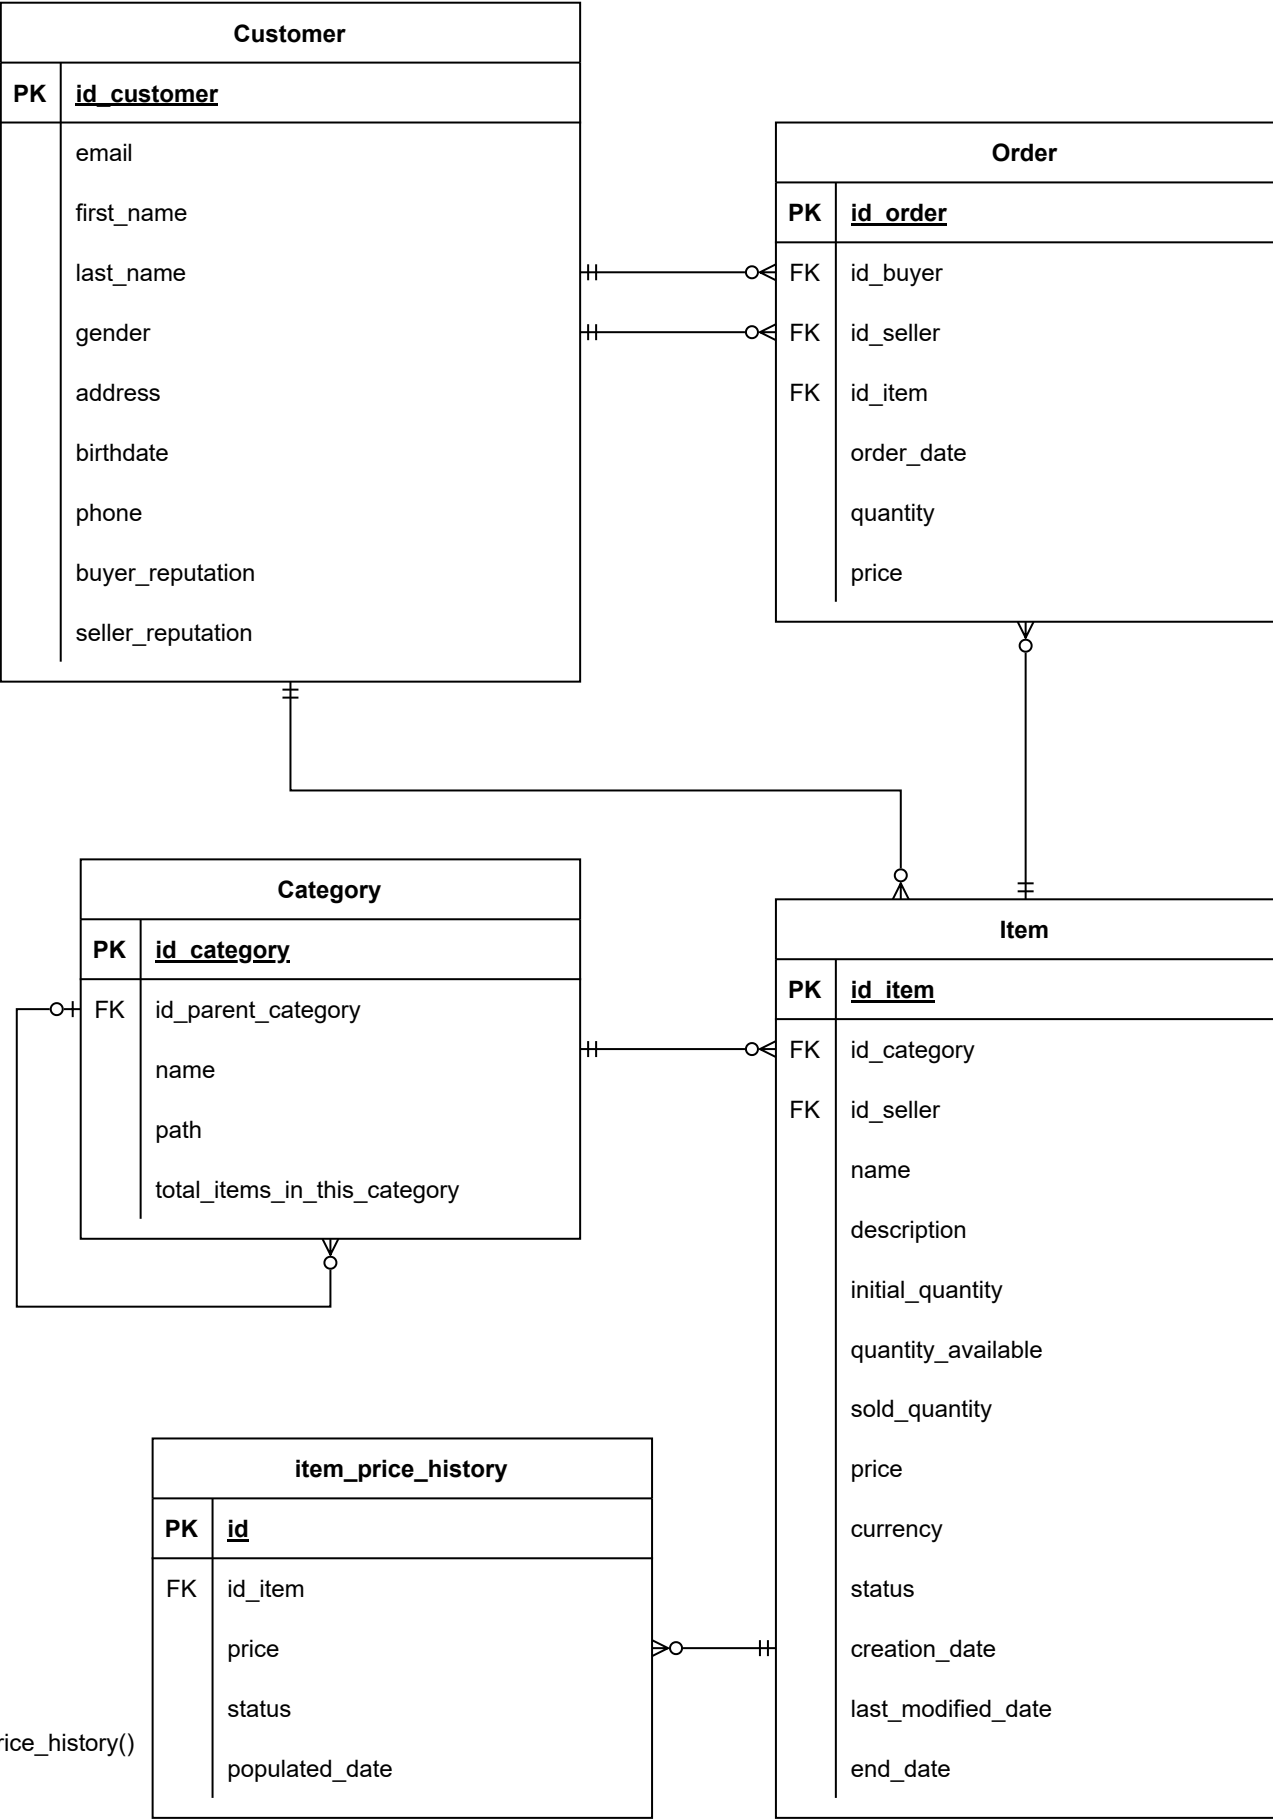 Customer
PK id_customer
email
first_name
last_name
gender
address
birthdate
phone
buyer_reputation
seller_reputation
Order
PK id_order
FK id_buyer
FK id_seller
FK id_item
order_date
quantity
price
Category
PK id_category
FK id_parent_category
name
path
total_items_in_this_category
Item
PK id_item
FK id_category
FK id_seller
name
description
initial_quantity
quantity_available
sold_quantity
price
currency
status
creation_date
last_modified_date
end_date
item_price_history
PK id
FK id_item
price
status
populated_date
rice_history()